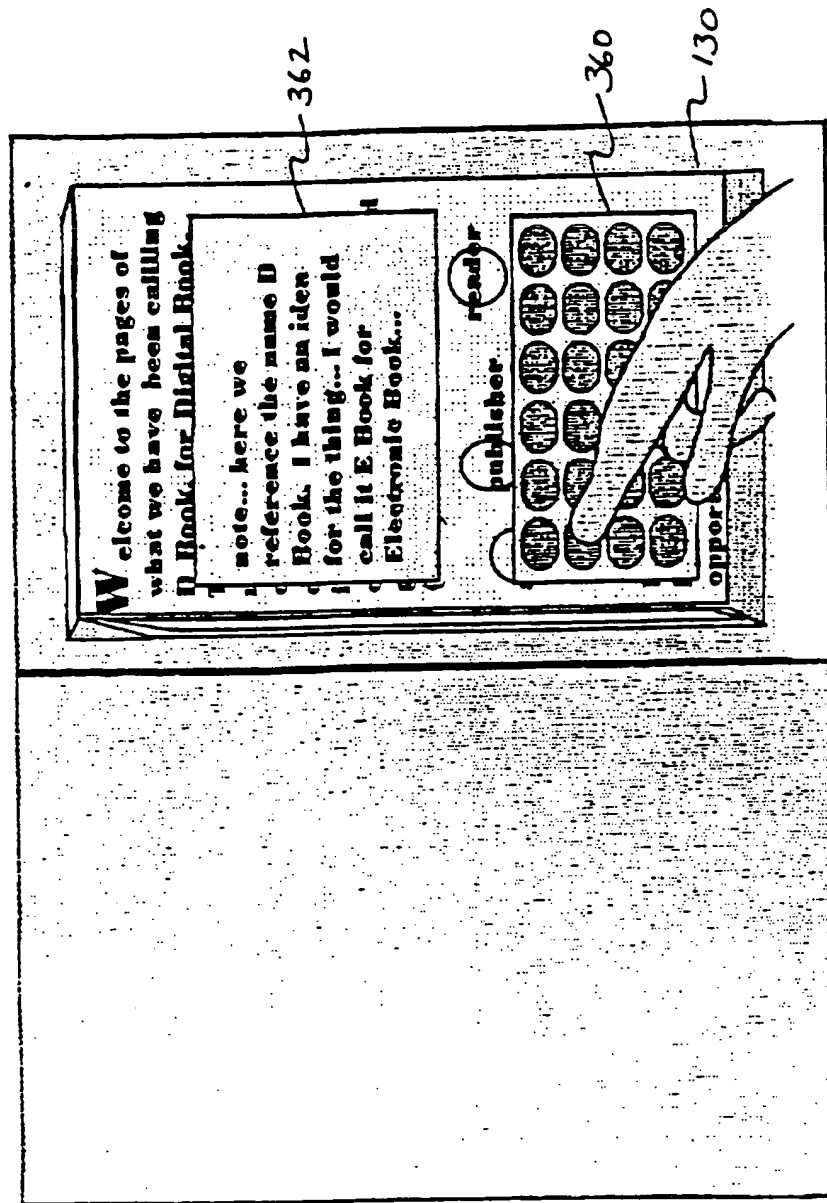 Welcome to the pages of
what we have been callling
D Book, for Digital Book.
note... here we
reference the name D
Book. I have an idea
for the thing... I would
call it E Book for
Electronic Book...
publisher
reader
opport
362
360
130